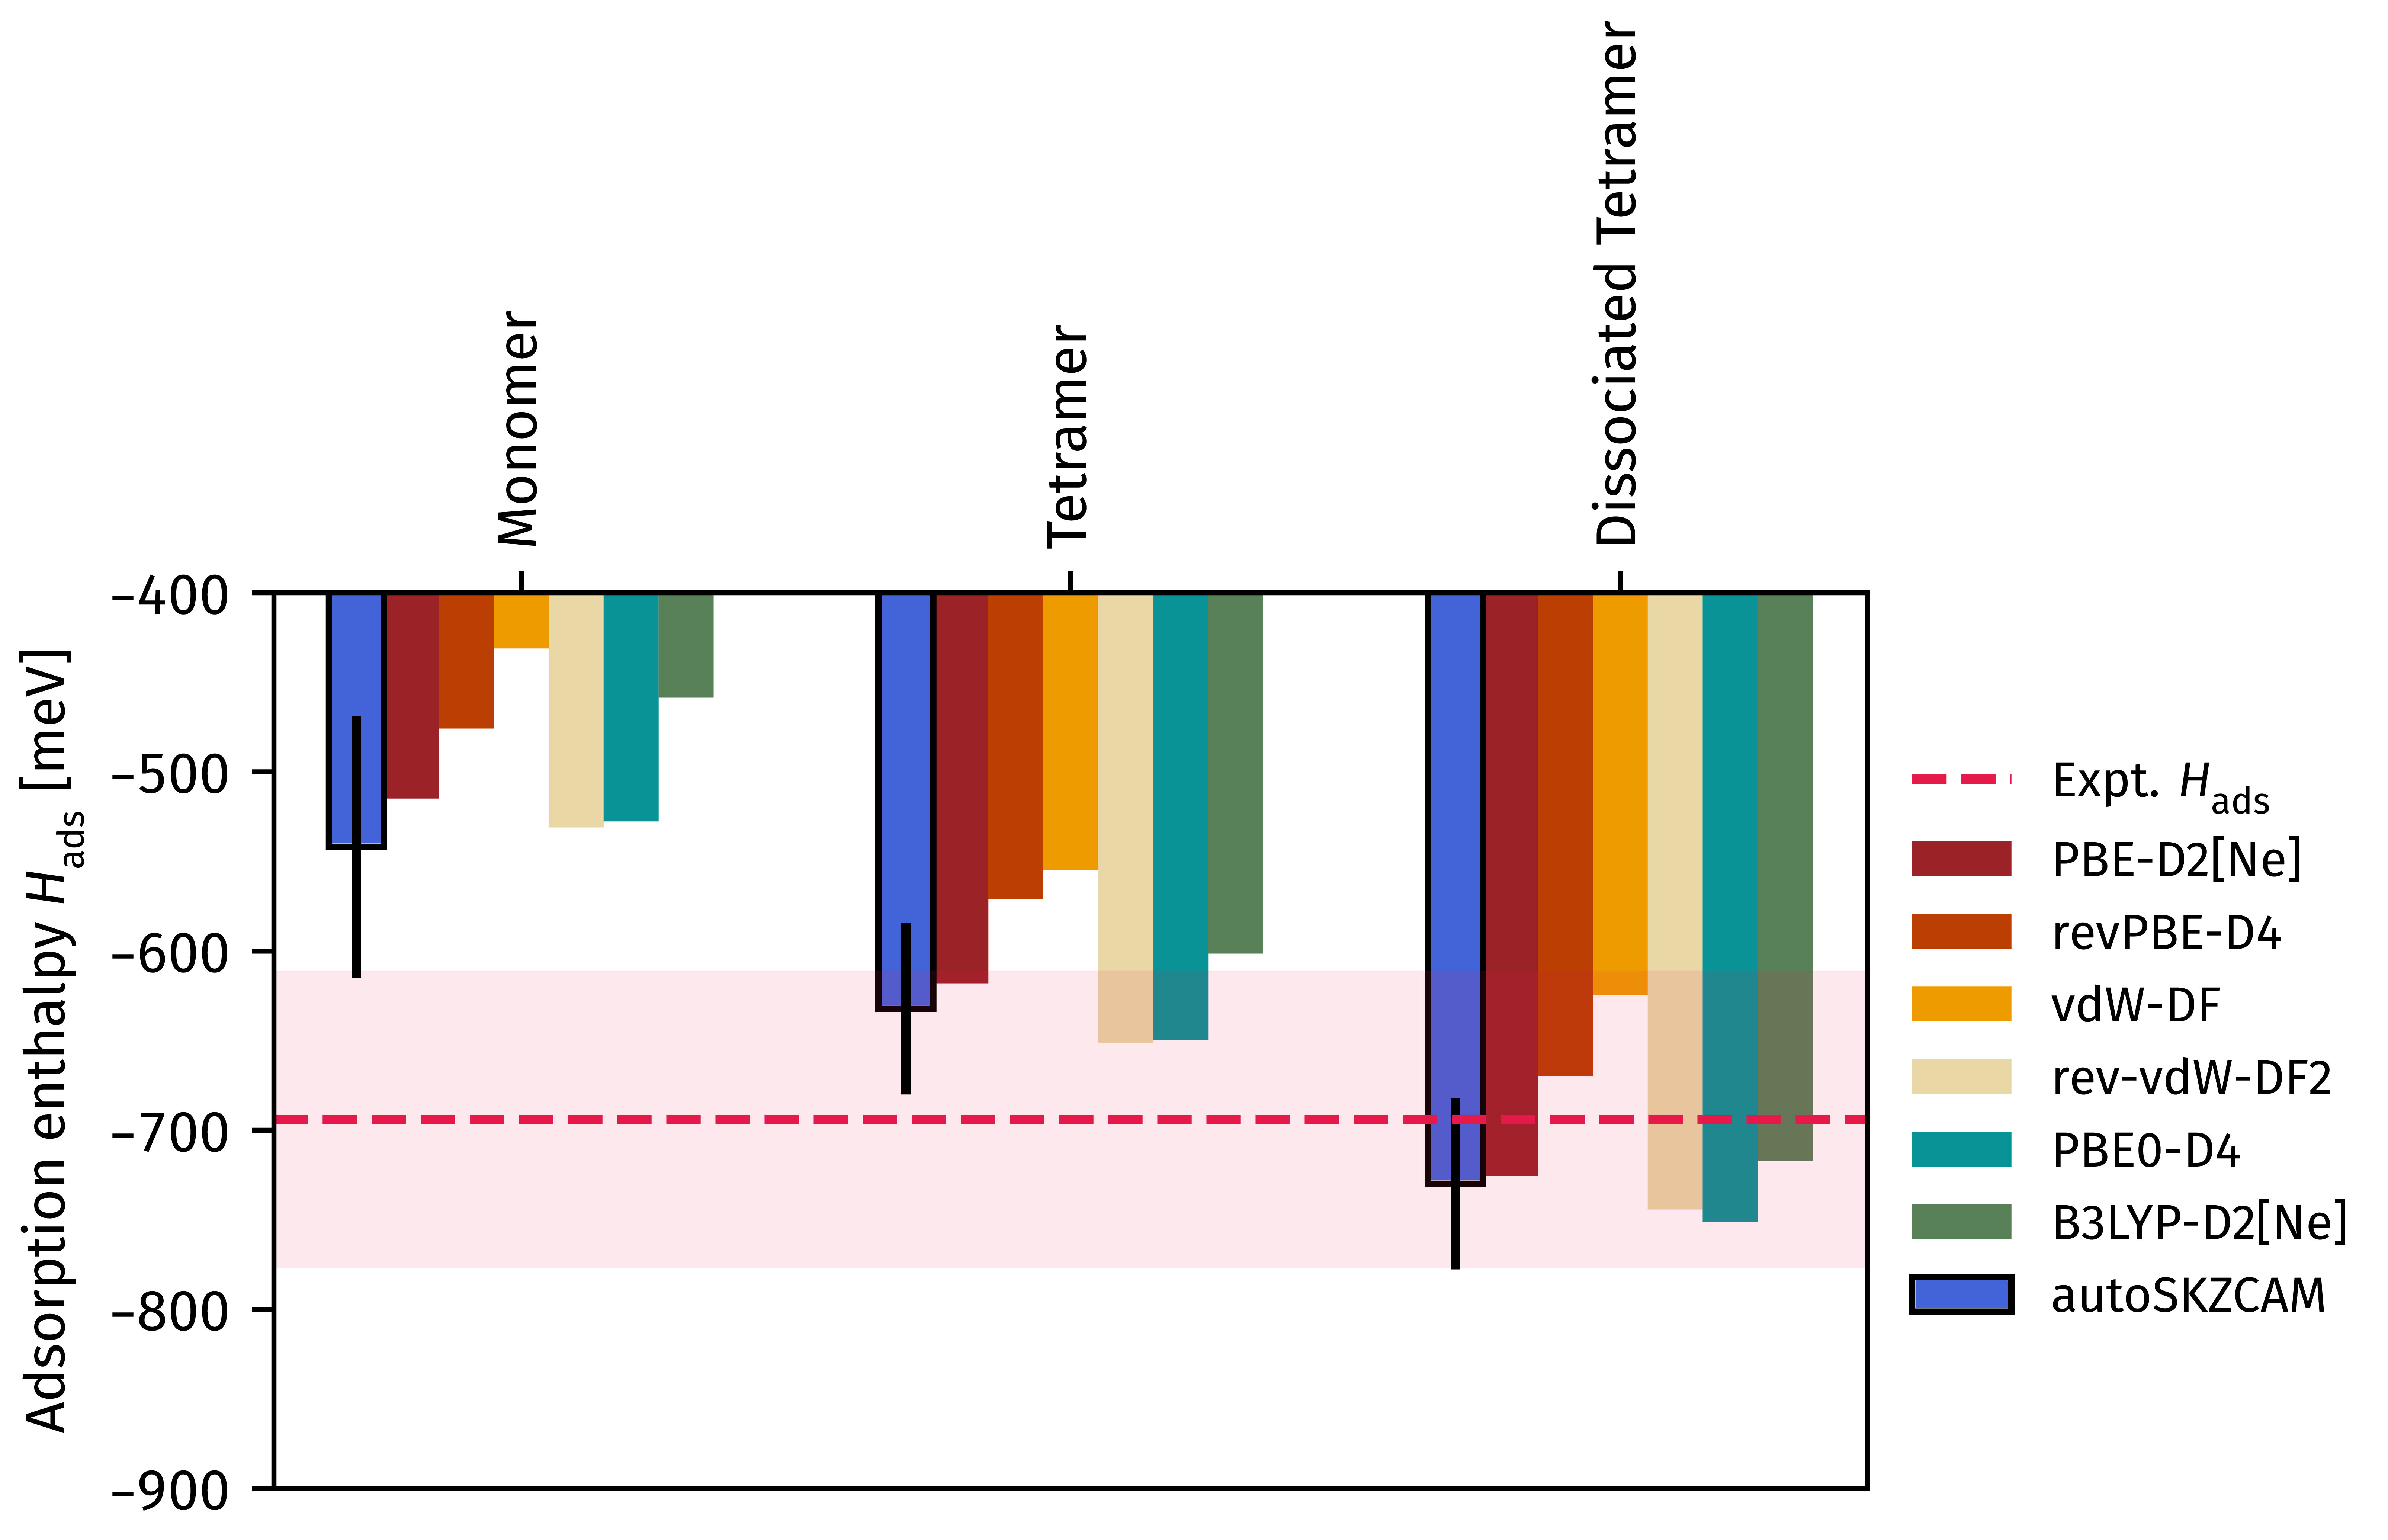 Monomer
Tetramer
Dissociated Tetramer
Adsorption enthalpy Hads [meV]
−400
−500
−600
−700
−800
−900
Expt. Hads
PBE-D2[Ne]
revPBE-D4
vdW-DF
rev-vdW-DF2
PBE0-D4
B3LYP-D2[Ne]
autoSKZCAM